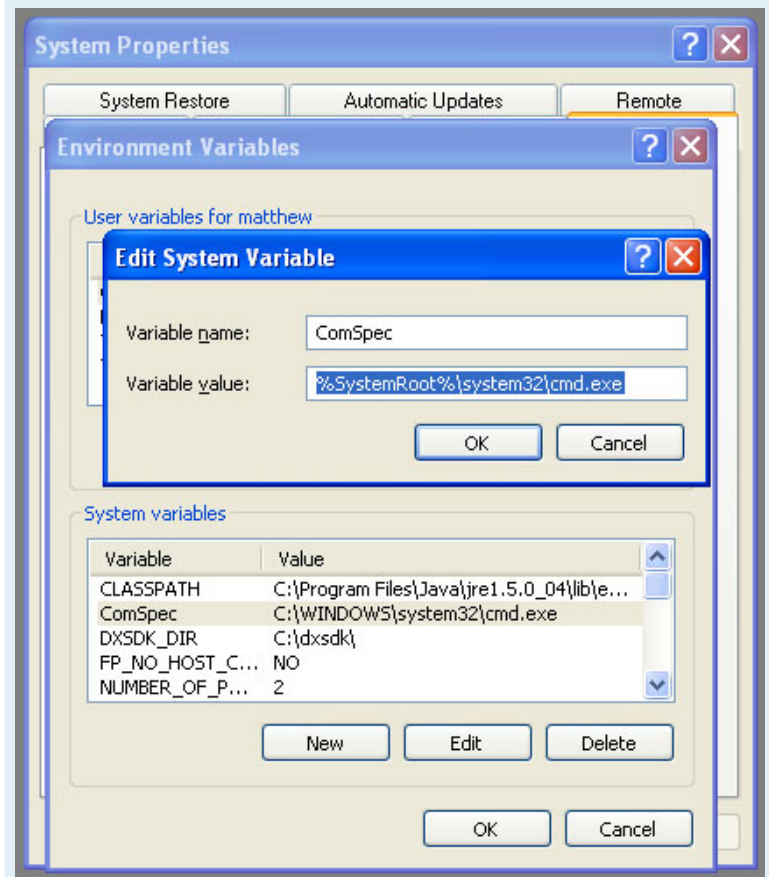 System Properties
System Restore Automatic Updates Remote
Environment Variables
User variables for matthew
Edit System Variable
Variable name: ComSpec
Variable value: %SystemRoot%\system32\cmd.exe
OK Cancel
System variables
Variable Value
CLASSPATH C:\Program Files\Java\jre1.5.0_04\lib\e...
ComSpec C:\WINDOWS\system32\cmd.exe
DXSDK_DIR C:\dxsdk\
FP_NO_HOST_C... NO
NUMBER_OF_P... 2
New Edit Delete
OK Cancel